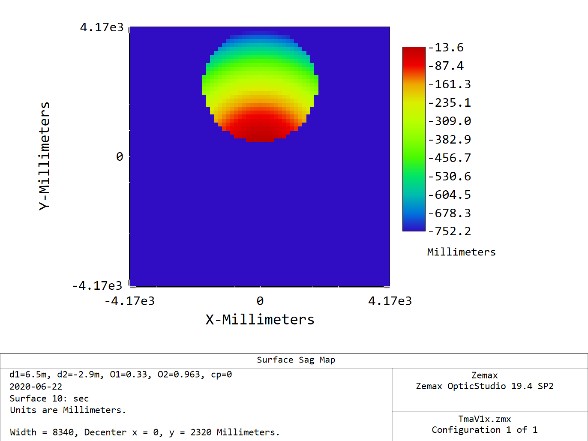 4.17e3
0
-4.17e3
Y-Millimeters
-4.17e3 0 4.17e3
X-Millimeters
-13.6
-87.4
-161.3
-235.1
-309.0
-382.9
-456.7
-530.6
-604.5
-678.3
-752.2
Millimeters
Surface Sag Map
d1=6.5m, d2=-2.9m, O1=0.33, O2=0.963, cp=0
2020-06-22
Surface 10: sec
Units are Millimeters.
Width = 8340, Decenter x = 0, y = 2320 Millimeters.
Zemax
Zemax OpticStudio 19.4 SP2
TmaV1x.zmx
Configuration 1 of 1